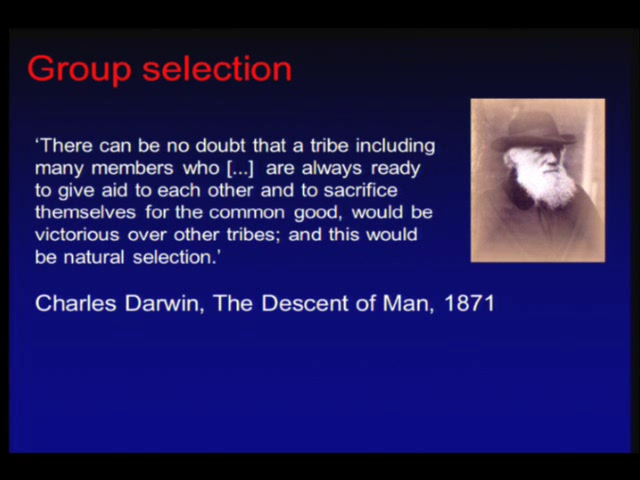 Group selection
‘There can be no doubt that a tribe including
many members who [...] are always ready
to give aid to each other and to sacrifice
themselves for the common good, would be
victorious over other tribes; and this would
be natural selection.’
Charles Darwin, The Descent of Man, 1871